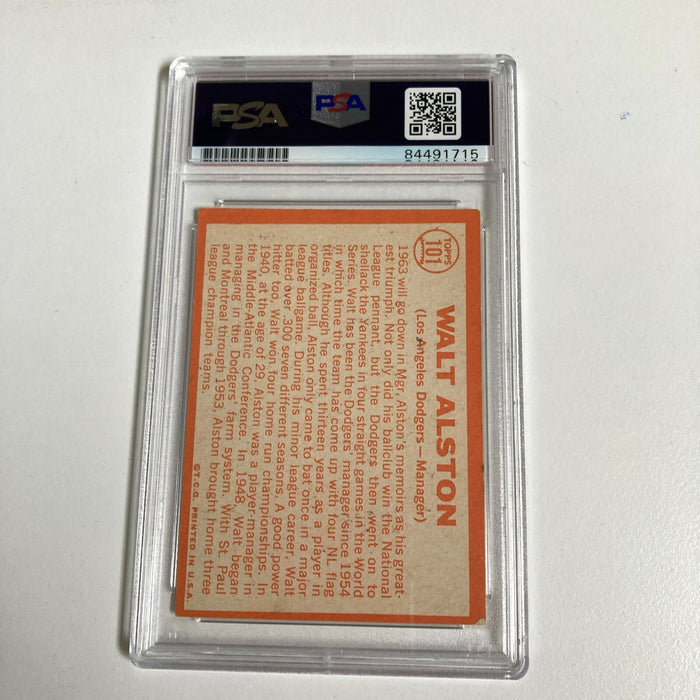 PSA
PSA
84491715
TOPPS
101
WALT ALSTON
(Los Angeles Dodgers—Manager)
1963 will go down in Mgr. Alston's memoirs as his great-
est triumph. Not only did his ballclub win the National
League pennant, but the Dodgers then went on to
shellack the Yankees in four straight games in the World
Series. Walt has been the Dodgers' manager since 1954
in which time the team has come up with four NL flag
titles. Although he spent thirteen years as a player in
organized ball, Alston only came to bat once in a major
league ballgame. During his minor league career, Walt
batted over .300 seven different seasons. A good power
hitter too, Walt won four home run championships. In
1940, at the age of 29, Alston was a player-manager in
the Middle-Atlantic Conference. In 1948, Walt began
managing in the Dodgers' farm system. With St. Paul
and Montreal through 1953, Alston brought home three
league champion teams.
©T.C.G. PRINTED IN U.S.A.